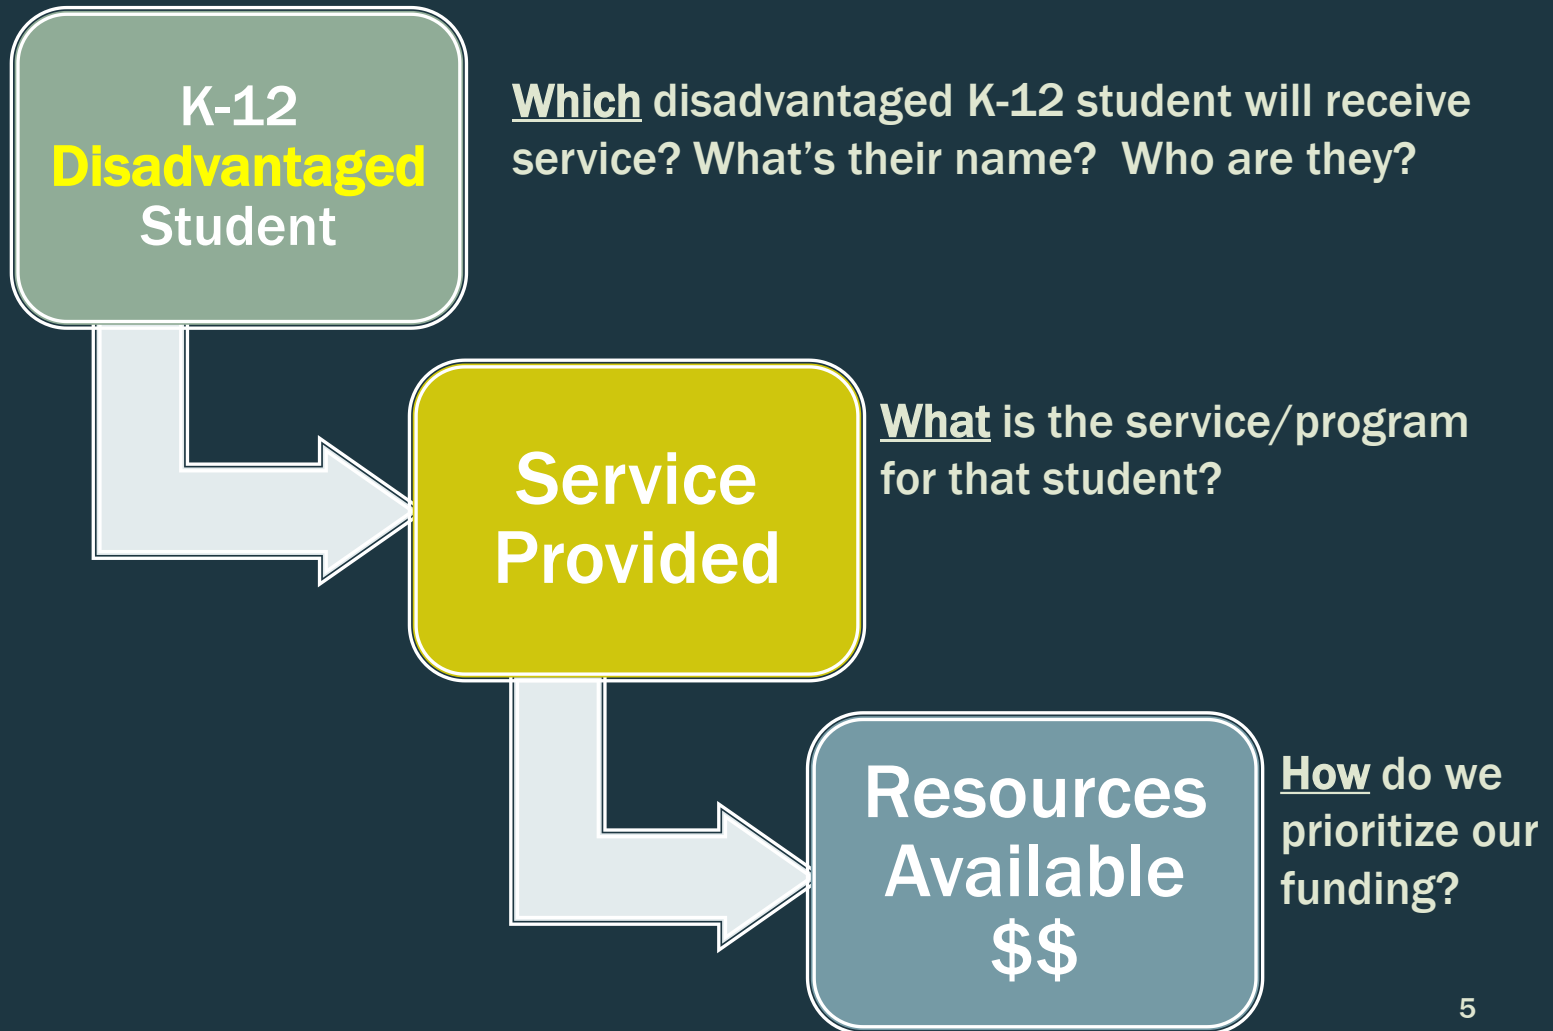 K-12
Disadvantaged
Student
Which disadvantaged K-12 student will receive
service? What’s their name?  Who are they?
Service
Provided
What is the service/program
for that student?
Resources
Available
$$
How do we
prioritize our
funding?
5